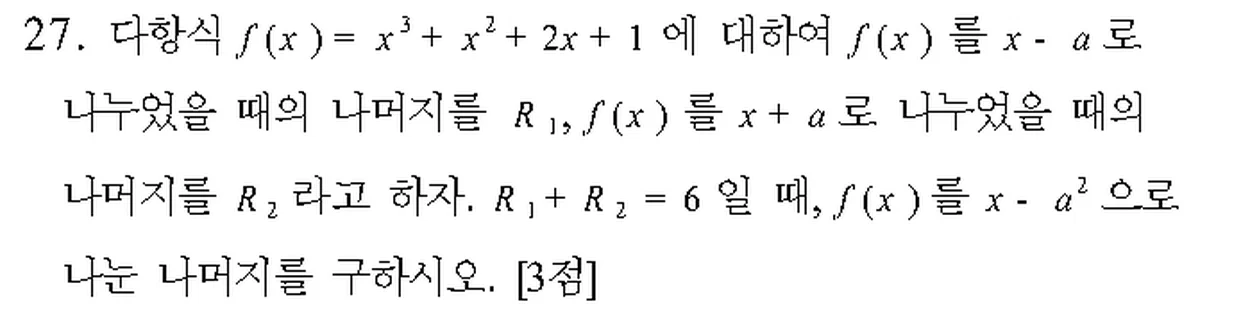 27. 다항식 f(x) = x³ + x² + 2x + 1 에 대하여 f(x) 를 x - a 로
나누었을 때의 나머지를 R₁, f(x) 를 x + a 로 나누었을 때의
나머지를 R₂ 라고 하자. R₁ + R₂ = 6 일 때, f(x) 를 x - a² 으로
나눈 나머지를 구하시오. [3점]